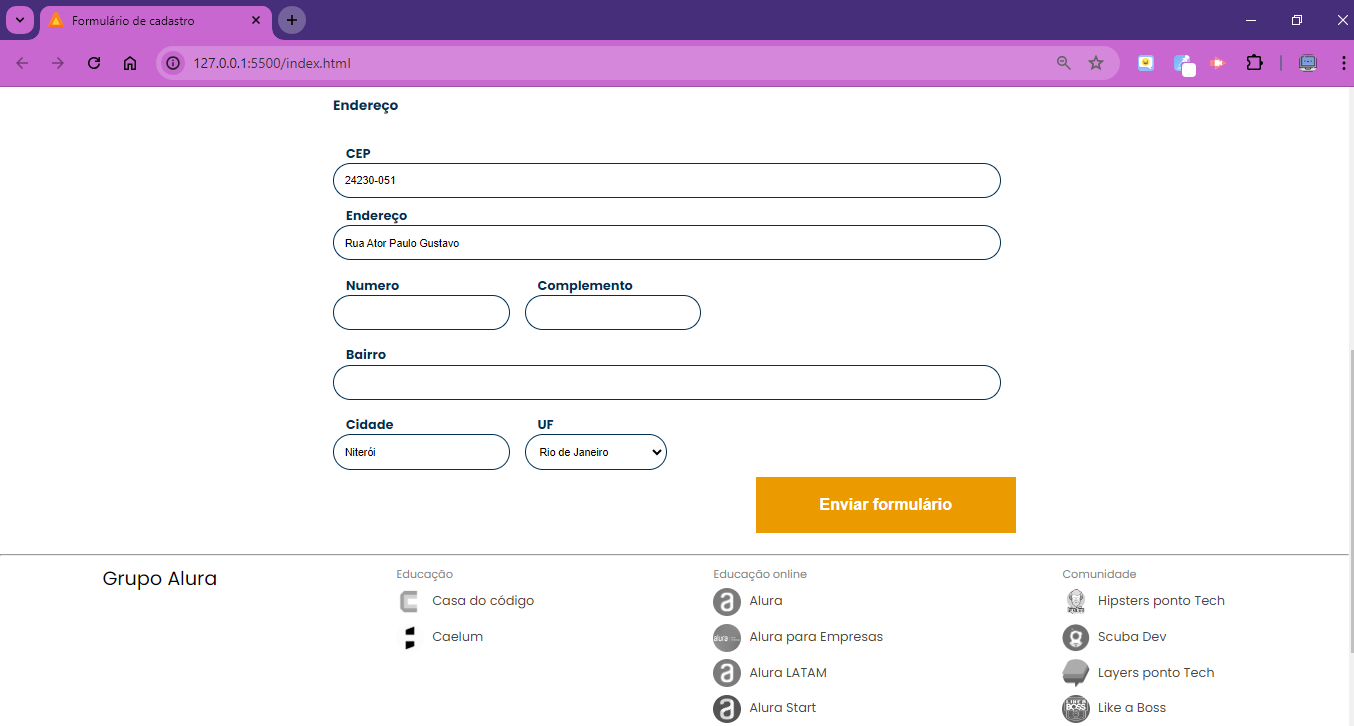 Formulário de cadastro
127.0.0.1:5500/index.html
Endereço
CEP
24230-051
Endereço
Rua Ator Paulo Gustavo
Numero Complemento
Bairro
Cidade UF
Niterói Rio de Janeiro
Enviar formulário
Grupo Alura Educação Educação online Comunidade
Casa do código Alura Hipsters ponto Tech
Caelum alura Alura para Empresas Scuba Dev
Alura LATAM Layers ponto Tech
Alura Start LIKE A BOSS Like a Boss